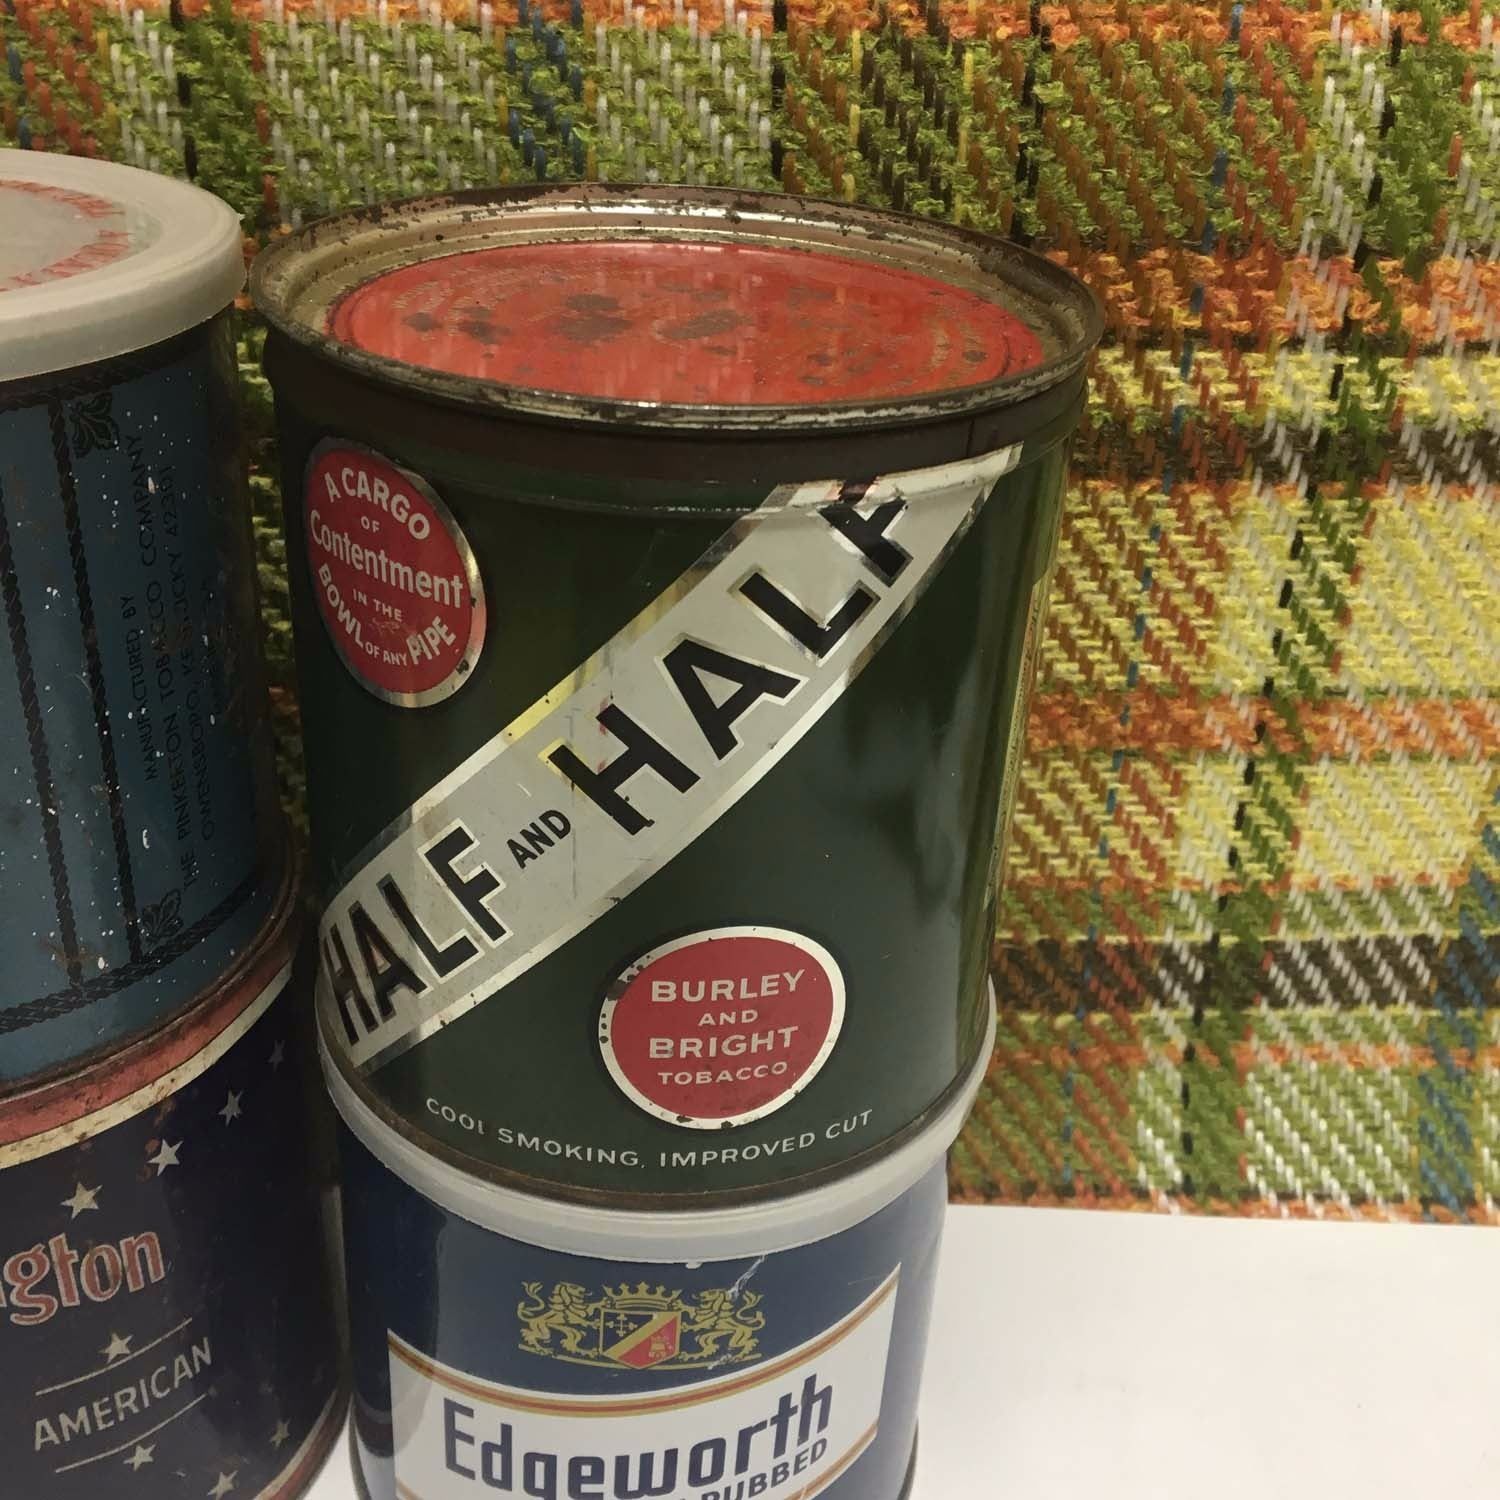 MANUFACTURED BY
THE PINKERTON TOBACCO COMPANY
OWENSBORO, KENTUCKY 42301
A CARGO
OF
Contentment
IN THE
BOWL OF ANY PIPE
HALF AND HALF
BURLEY
AND
BRIGHT
TOBACCO
COOL SMOKING, IMPROVED CUT
gton
AMERICAN
Edgeworth
RUBBED